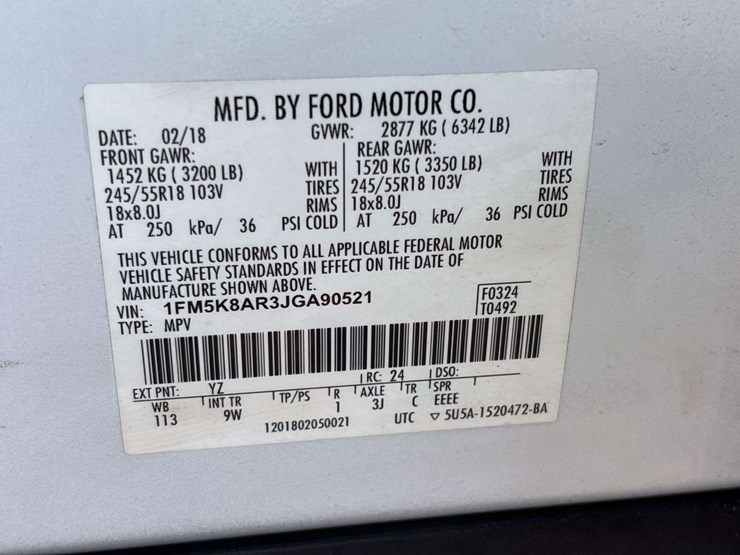 MFD. BY FORD MOTOR CO.
DATE: 02/18 GVWR: 2877 KG ( 6342 LB)
FRONT GAWR: REAR GAWR:
1452 KG ( 3200 LB) WITH 1520 KG ( 3350 LB) WITH
245/55R18 103V TIRES 245/55R18 103V TIRES
18x8.0J RIMS 18x8.0J RIMS
AT 250 kPa/ 36 PSI COLD AT 250 kPa/ 36 PSI COLD
THIS VEHICLE CONFORMS TO ALL APPLICABLE FEDERAL MOTOR
VEHICLE SAFETY STANDARDS IN EFFECT ON THE DATE OF
MANUFACTURE SHOWN ABOVE.
VIN: 1FM5K8AR3JGA90521 F0324
TYPE: MPV T0492
EXT PNT: YZ RC: 24 DSO:
WB INT TR TP/PS R AXLE TR SPR
113 9W 1 3J C EEEE
1201802050021 UTC ▽ 5U5A-1520472-BA